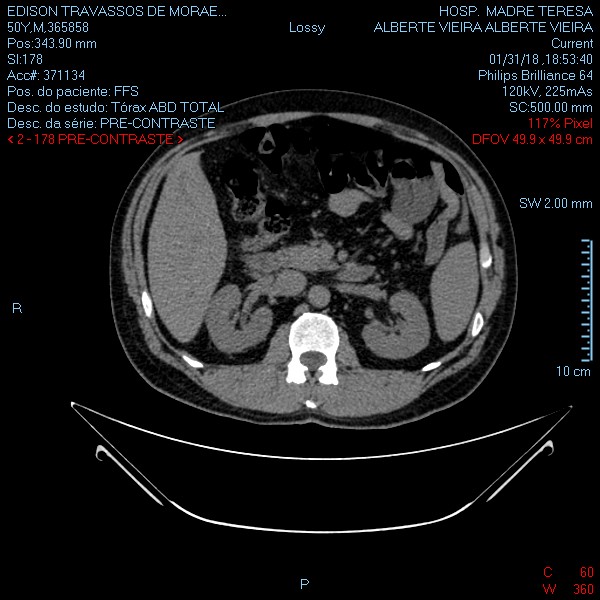 EDISON TRAVASSOS DE MORAE...
50Y,M,365858
Pos:343.90 mm
SI:178
Acc#: 371134
Pos. do paciente: FFS
Desc. do estudo: Tórax ABD TOTAL
Desc. da série: PRE-CONTRASTE
< 2 - 178 PRE-CONTRASTE >
Lossy
HOSP. MADRE TERESA
ALBERTE VIEIRA ALBERTE VIEIRA
Current
01/31/18 ,18:53:40
Philips Brilliance 64
120kV, 225mAs
SC:500.00 mm
117% Pixel
DFOV 49.9 x 49.9 cm
SW 2.00 mm
R
10 cm
P
C 60
W 360